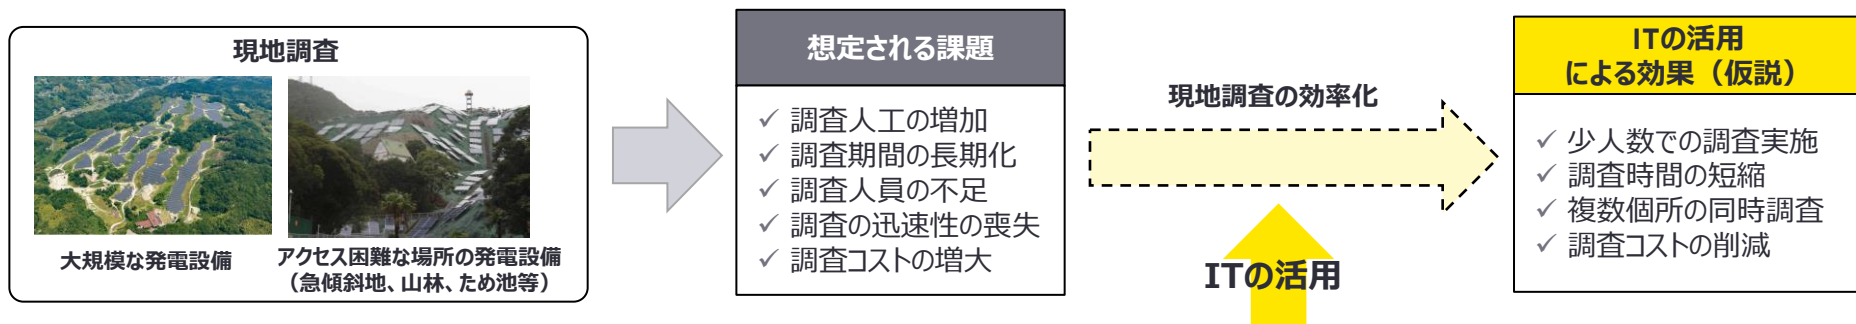 現地調査
大規模な発電設備
アクセス困難な場所の発電設備
（急傾斜地、山林、ため池等）
想定される課題
✓ 調査人工の増加
✓ 調査期間の長期化
✓ 調査人員の不足
✓ 調査の迅速性の喪失
✓ 調査コストの増大
現地調査の効率化
ITの活用
ITの活用
による効果（仮説）
✓ 少人数での調査実施
✓ 調査時間の短縮
✓ 複数個所の同時調査
✓ 調査コストの削減